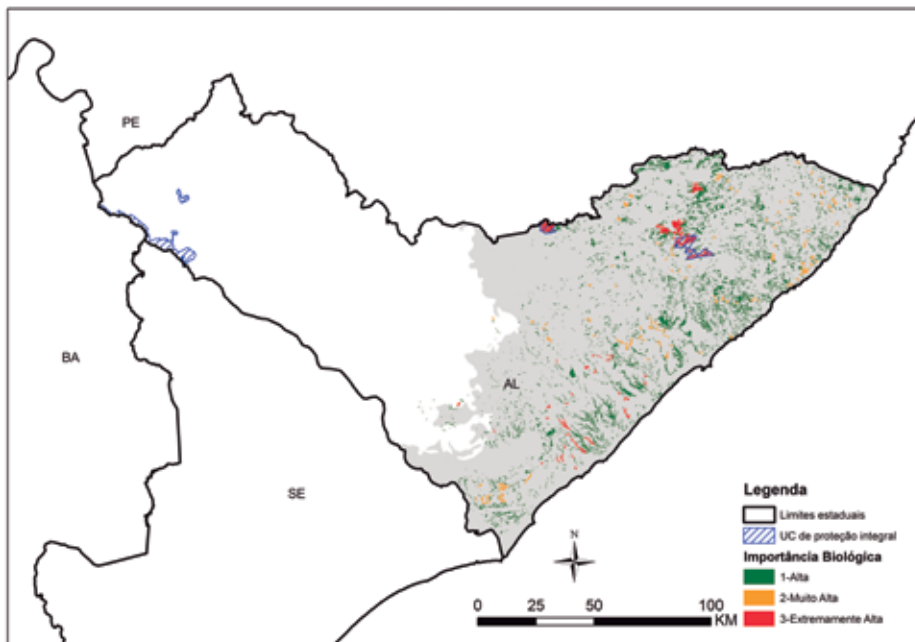 PE
BA
AL
SE
N
Legenda
Limites estaduais
UC de proteção integral
Importância Biológica
1-Alta
2-Muito Alta
3-Extremamente Alta
0 25 50 100
KM